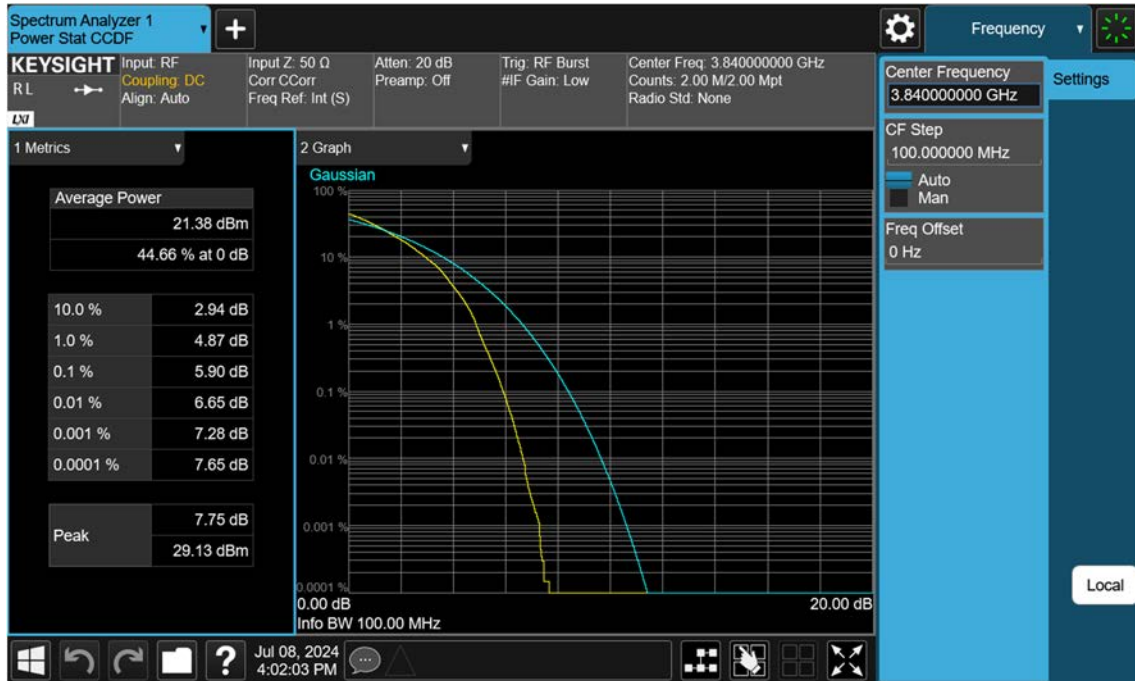 Spectrum Analyzer 1
Power Stat CCDF
Frequency
KEYSIGHT
Input: RF
Coupling: DC
Align: Auto
Input Z: 50 Ω
Corr CCorr
Freq Ref: Int (S)
Atten: 20 dB
Preamp: Off
Trig: RF Burst
#IF Gain: Low
Center Freq: 3.840000000 GHz
Counts: 2.00 M/2.00 Mpt
Radio Std: None
R L
LXI
Center Frequency
3.840000000 GHz
Settings
CF Step
100.000000 MHz
Auto
Man
Freq Offset
0 Hz
1 Metrics
Average Power
21.38 dBm
44.66 % at 0 dB
10.0 % 2.94 dB
1.0 % 4.87 dB
0.1 % 5.90 dB
0.01 % 6.65 dB
0.001 % 7.28 dB
0.0001 % 7.65 dB
Peak
7.75 dB
29.13 dBm
2 Graph
Gaussian
100 %
10 %
1 %
0.1 %
0.01 %
0.001 %
0.0001 %
0.00 dB 20.00 dB
Info BW 100.00 MHz
Local
?
Jul 08, 2024
4:02:03 PM